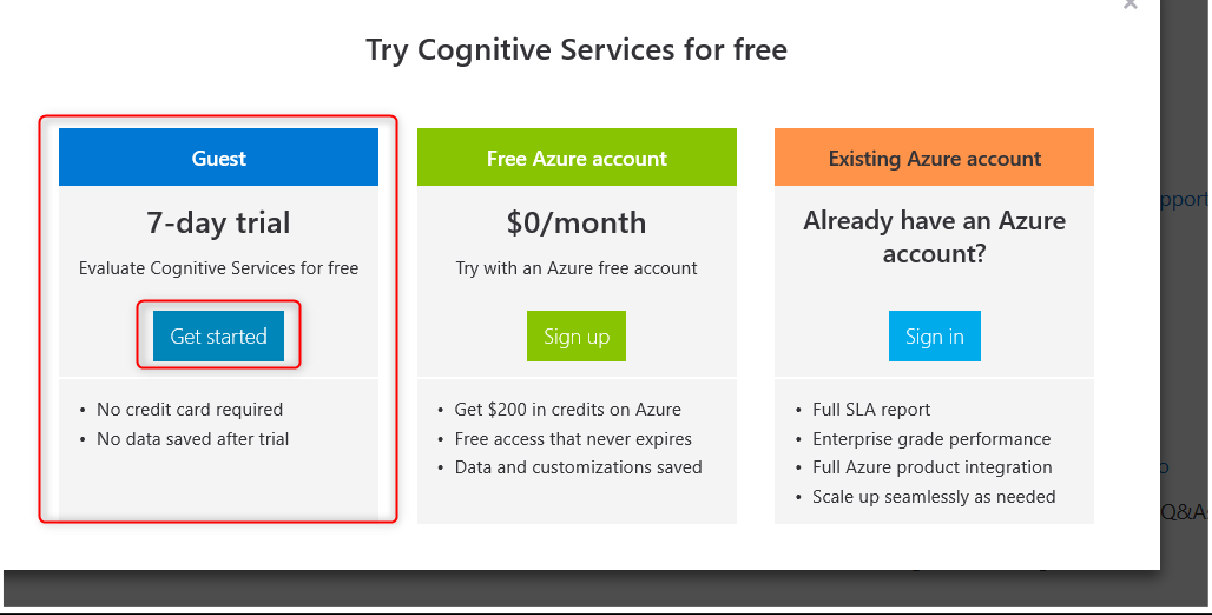 Try Cognitive Services for free
Guest
7-day trial
Evaluate Cognitive Services for free
Get started
• No credit card required
• No data saved after trial
Free Azure account
$0/month
Try with an Azure free account
Sign up
• Get $200 in credits on Azure
• Free access that never expires
• Data and customizations saved
Existing Azure account
Already have an Azure
account?
Sign in
• Full SLA report
• Enterprise grade performance
• Full Azure product integration
• Scale up seamlessly as needed
Q&A